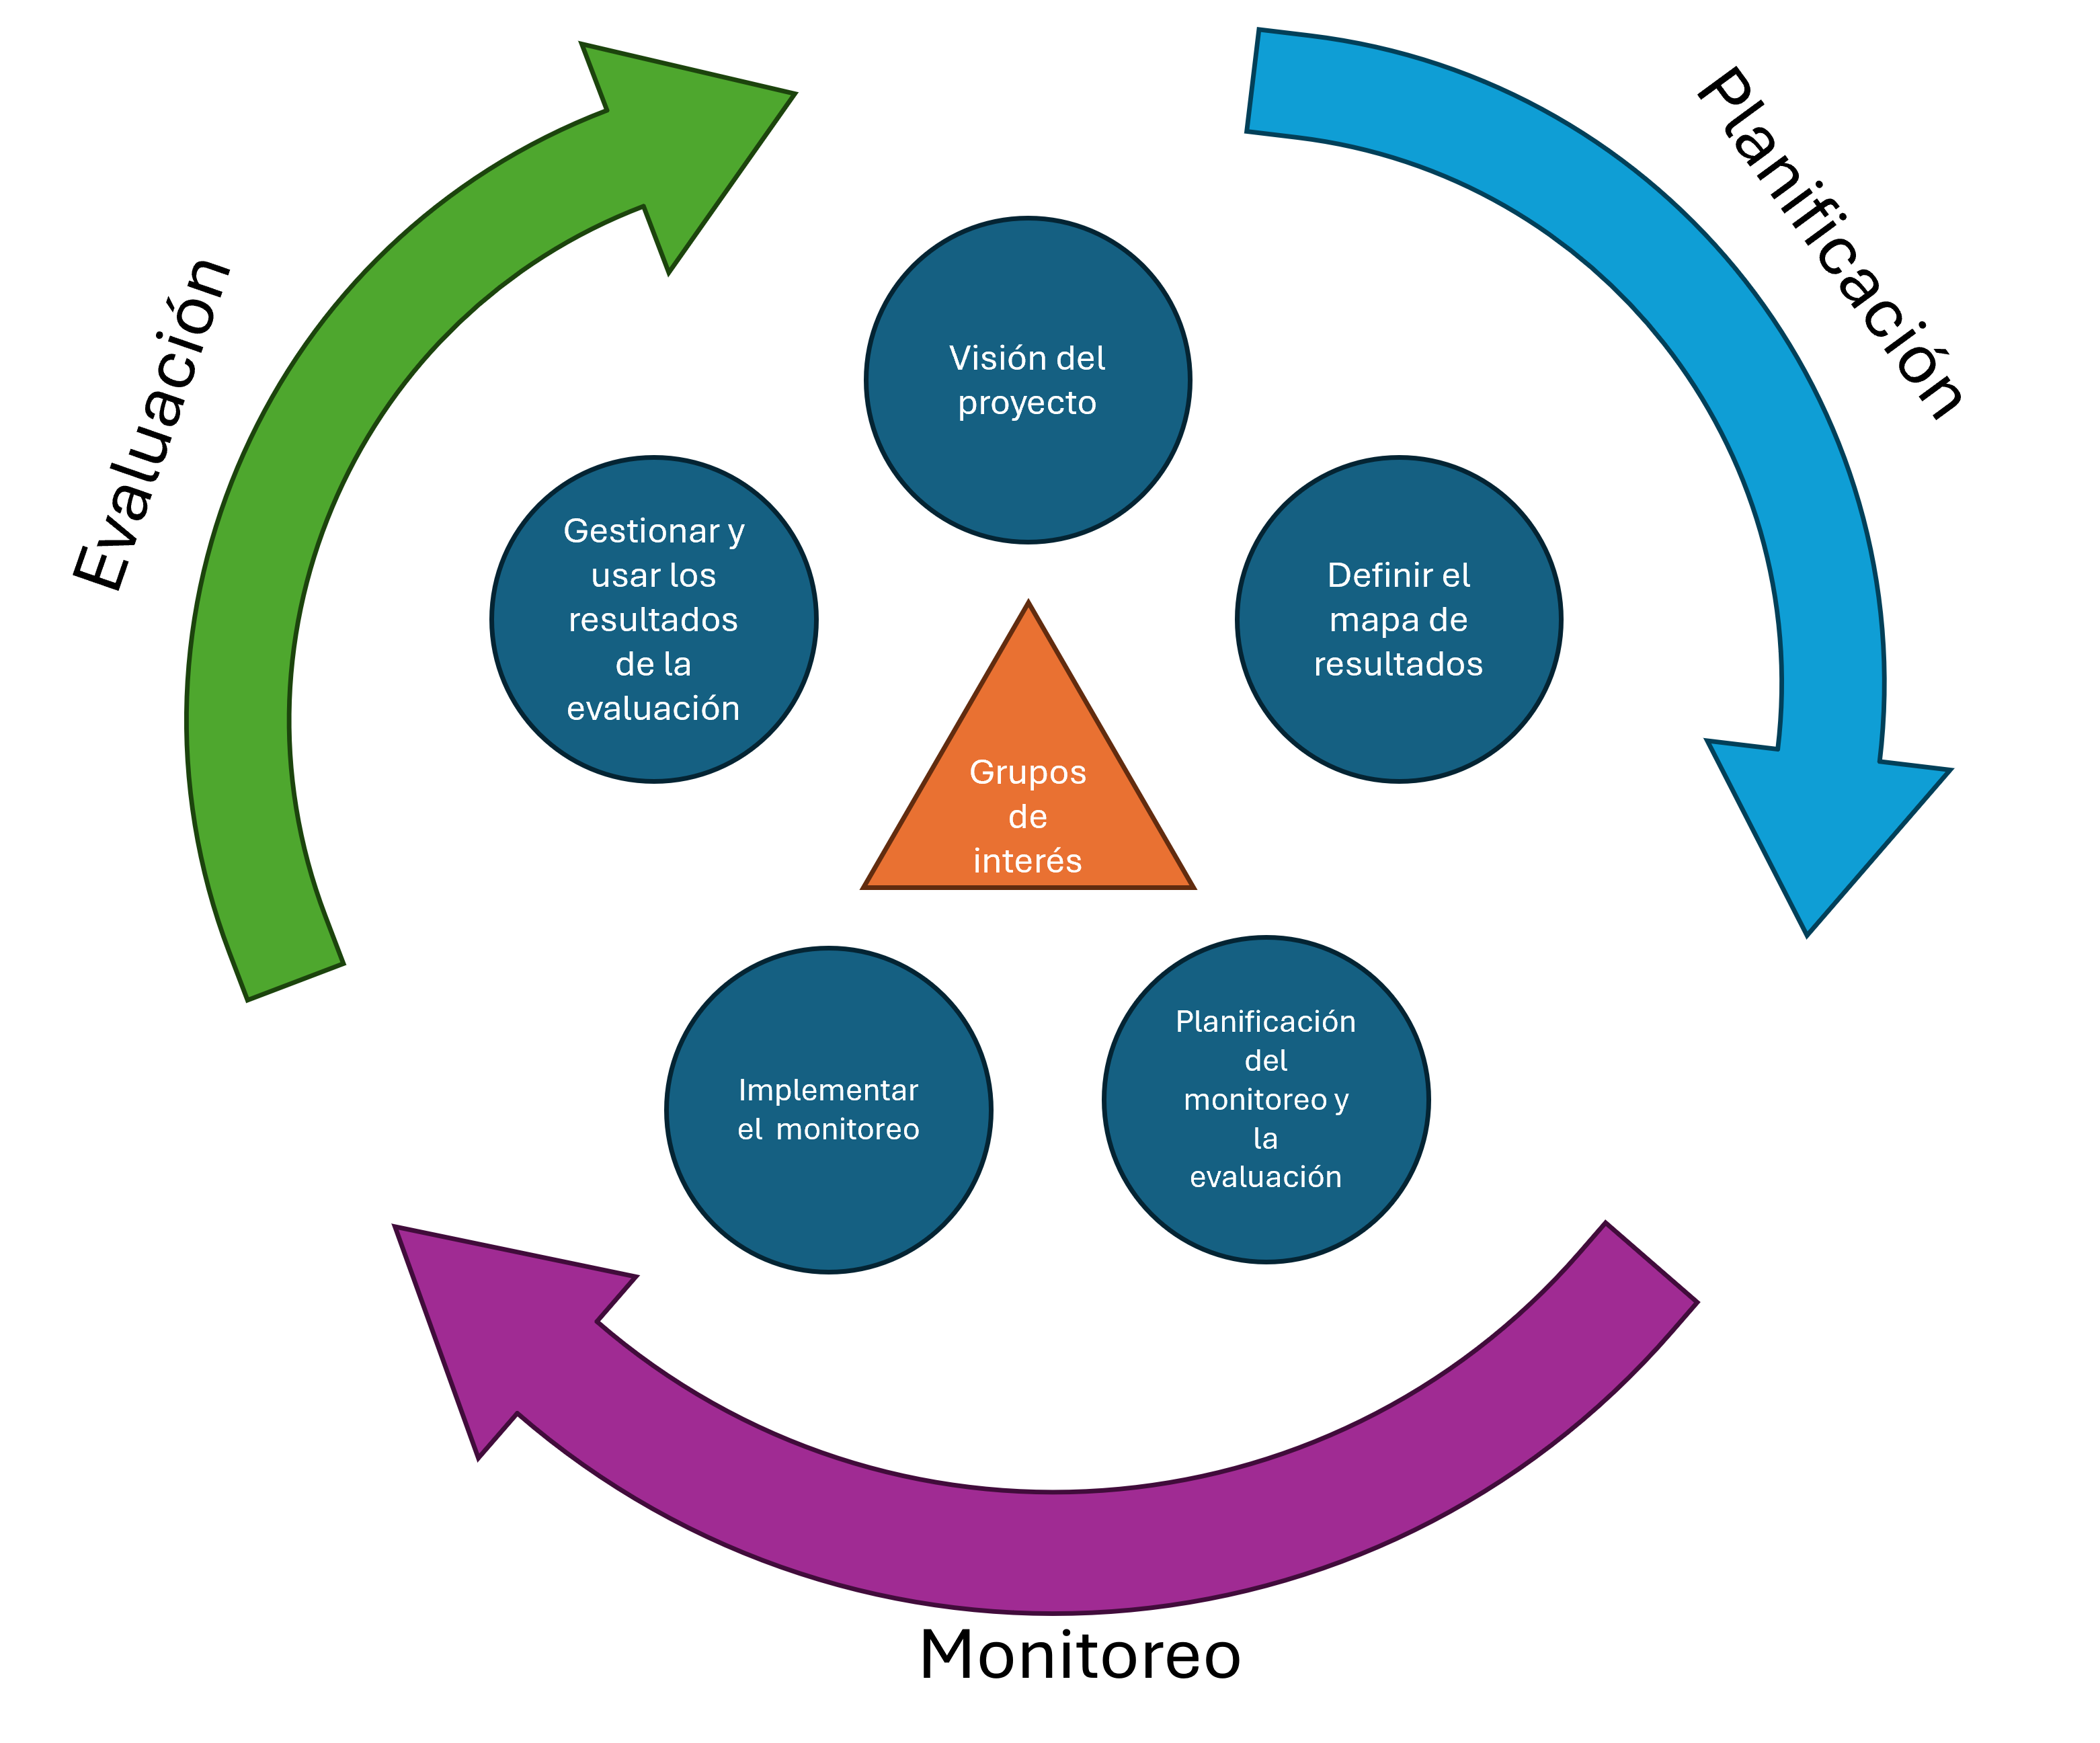 Planificación
Evaluación
Visión del
proyecto
Gestionar y
usar los
resultados
de la
evaluación
Definir el
mapa de
resultados
Grupos
de
interés
Implementar
el  monitoreo
Planificación
del
monitoreo y
la
evaluación
Monitoreo